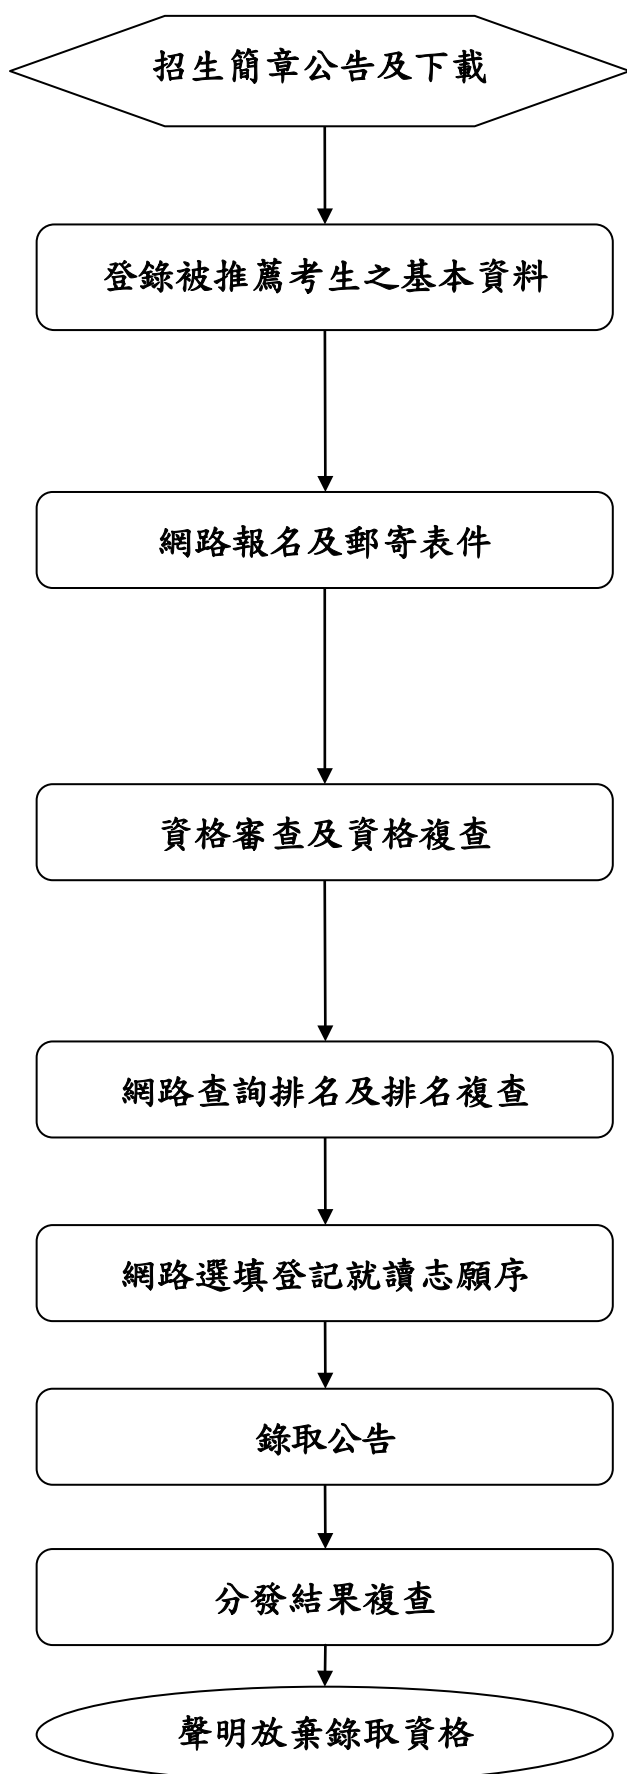 招生簡章公告及下載
登錄被推薦考生之基本資料
網路報名及郵寄表件
資格審查及資格複查
網路查詢排名及排名複查
網路選填登記就讀志願序
錄取公告
分發結果複查
聲明放棄錄取資格